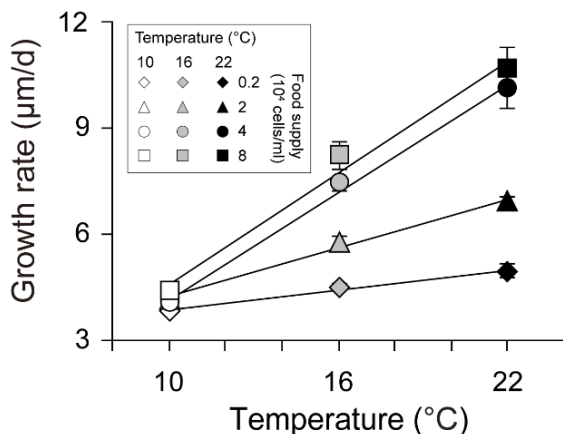 12
9
6
3
Growth rate (μm/d)
Temperature (°C)
10 16 22
0.2
2
4
8
Food supply
(10⁴ cells/ml)
10 16 22
Temperature (°C)